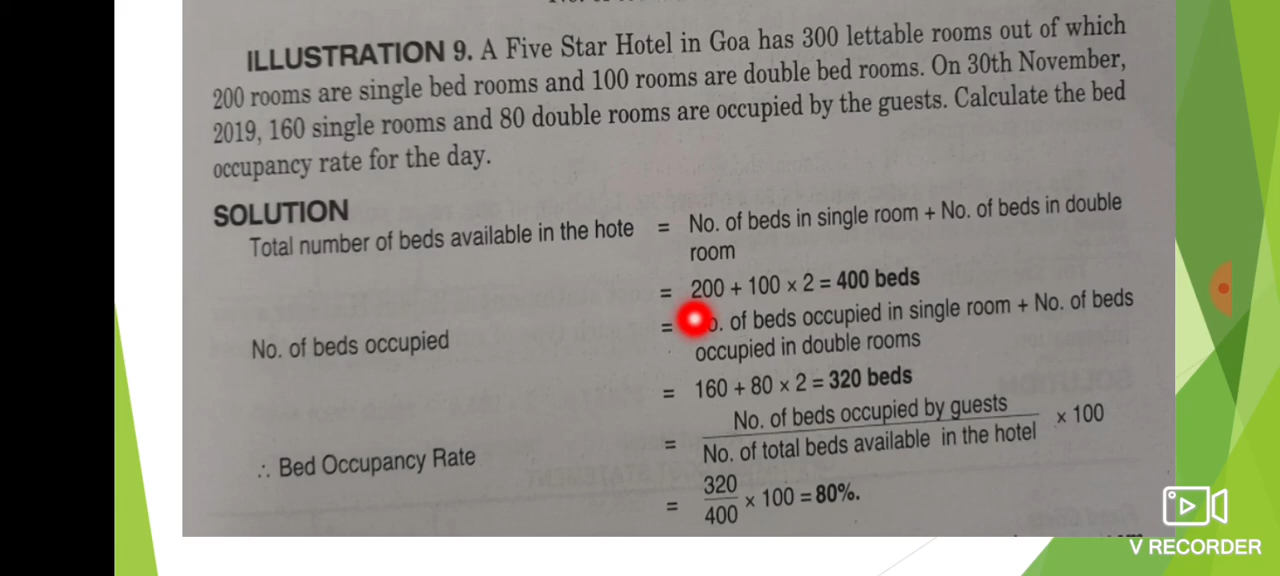 ILLUSTRATION 9. A Five Star Hotel in Goa has 300 lettable rooms out of which
200 rooms are single bed rooms and 100 rooms are double bed rooms. On 30th November,
2019, 160 single rooms and 80 double rooms are occupied by the guests. Calculate the bed
occupancy rate for the day.
SOLUTION
Total number of beds available in the hote = No. of beds in single room + No. of beds in double
room
= 200 + 100 × 2 = 400 beds
No. of beds occupied = of beds occupied in single room + No. of beds
occupied in double rooms
= 160 + 80 × 2 = 320 beds
∴ Bed Occupancy Rate = No. of beds occupied by guests
No. of total beds available in the hotel × 100
= 320
400 × 100 = 80%.
V RECORDER